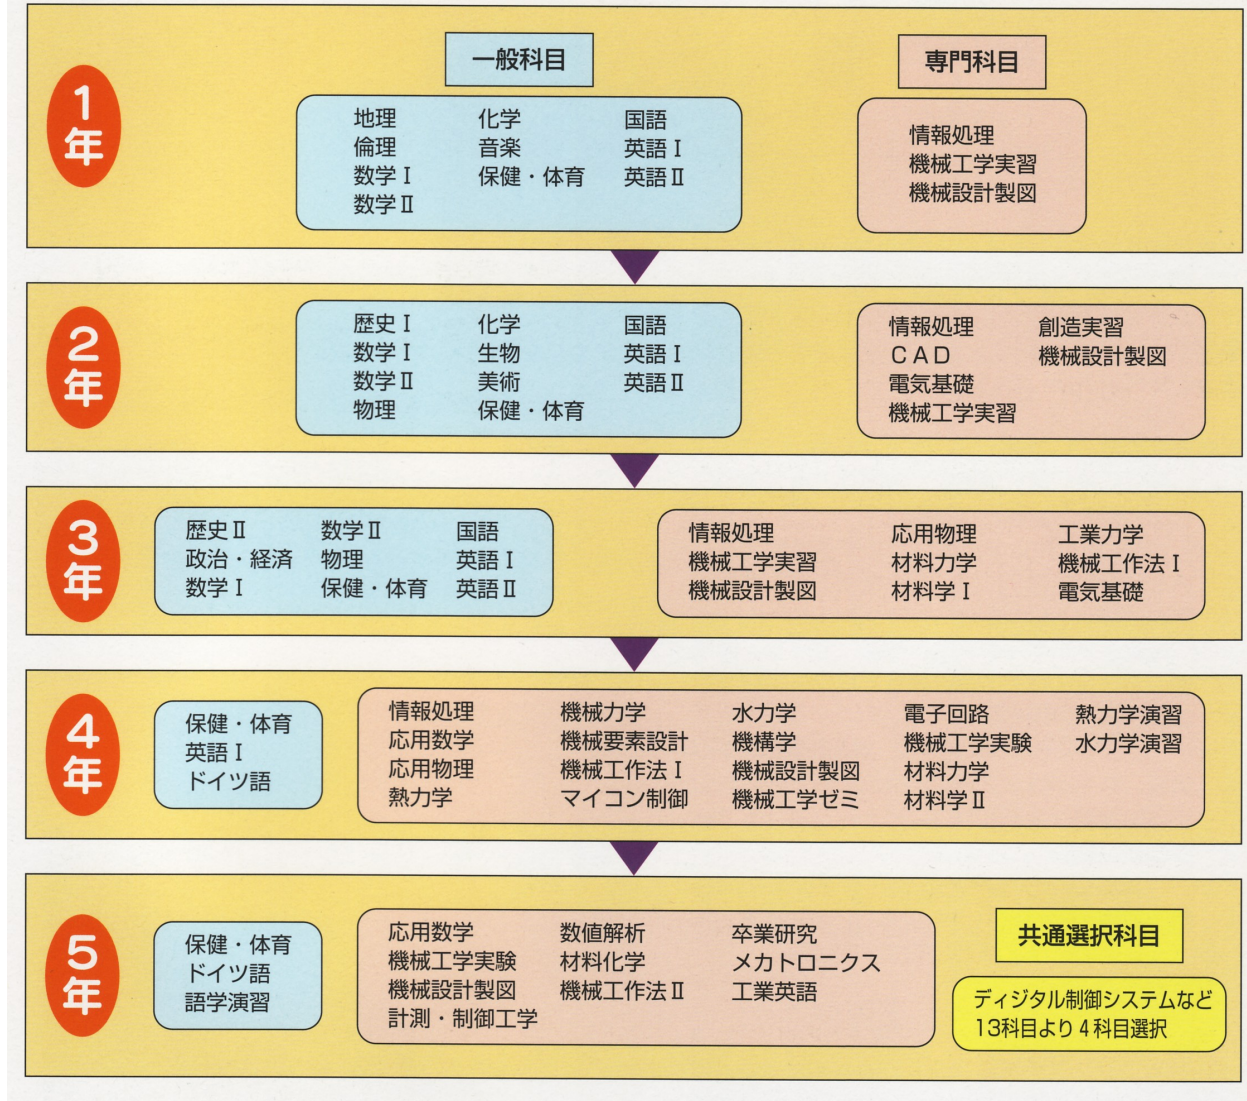 1年
一般科目
地理
倫理
数学Ⅰ
数学Ⅱ
化学
音楽
保健・体育
国語
英語Ⅰ
英語Ⅱ
専門科目
情報処理
機械工学実習
機械設計製図
2年
歴史Ⅰ
数学Ⅰ
数学Ⅱ
物理
化学
生物
美術
保健・体育
国語
英語Ⅰ
英語Ⅱ
情報処理
CAD
電気基礎
機械工学実習
創造実習
機械設計製図
3年
歴史Ⅱ
政治・経済
数学Ⅰ
数学Ⅱ
物理
保健・体育
国語
英語Ⅰ
英語Ⅱ
情報処理
機械工学実習
機械設計製図
応用物理
材料力学
材料学Ⅰ
工業力学
機械工作法Ⅰ
電気基礎
4年
保健・体育
英語Ⅰ
ドイツ語
情報処理
応用数学
応用物理
熱力学
機械力学
機械要素設計
機械工作法Ⅰ
マイコン制御
水力学
機構学
機械設計製図
機械工学ゼミ
電子回路
機械工学実験
材料力学
材料学Ⅱ
熱力学演習
水力学演習
5年
保健・体育
ドイツ語
語学演習
応用数学
機械工学実験
機械設計製図
計測・制御工学
数値解析
材料化学
機械工作法Ⅱ
卒業研究
メカトロニクス
工業英語
共通選択科目
ディジタル制御システムなど
13科目より4科目選択